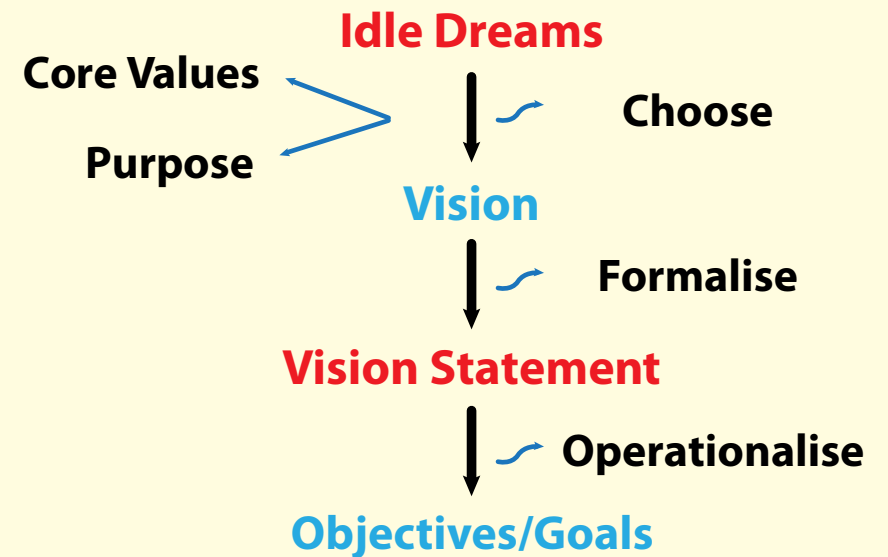 Idle Dreams
Core Values
Choose
Purpose
Vision
Formalise
Vision Statement
Operationalise
Objectives/Goals